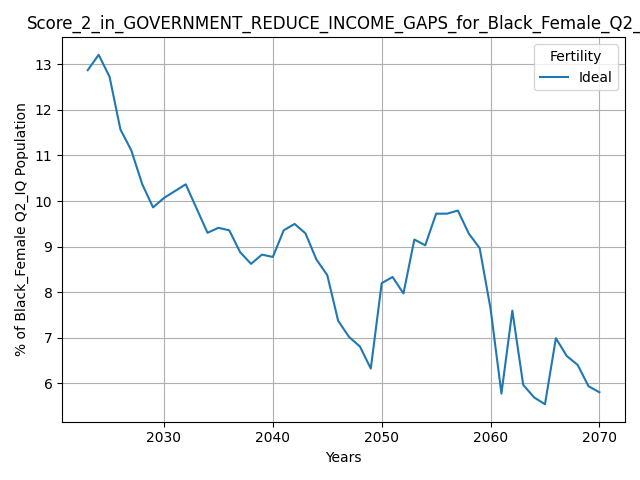 Score_2_in_GOVERNMENT_REDUCE_INCOME_GAPS_for_Black_Female_Q2_
Fertility
Ideal
% of Black_Female Q2_IQ Population
13
12
11
10
9
8
7
6
2030 2040 2050 2060 2070
Years